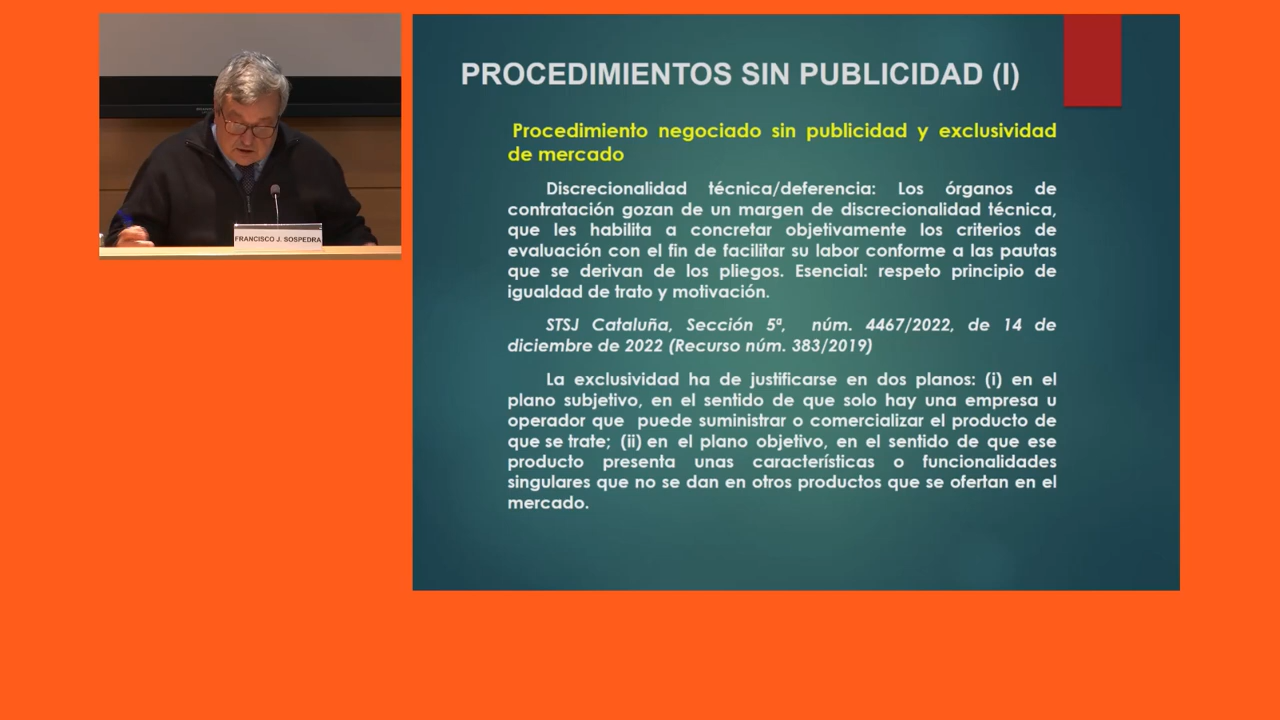 FRANCISCO J. SOSPEDRA
PROCEDIMIENTOS SIN PUBLICIDAD (I)
Procedimiento negociado sin publicidad y exclusividad
de mercado
Discrecionalidad técnica/deferencia: Los órganos de
contratación gozan de un margen de discrecionalidad técnica,
que les habilita a concretar objetivamente los criterios de
evaluación con el fin de facilitar su labor conforme a las pautas
que se derivan de los pliegos. Esencial: respeto principio de
igualdad de trato y motivación.
STSJ Cataluña, Sección 5ª, núm. 4467/2022, de 14 de
diciembre de 2022 (Recurso núm. 383/2019)
La exclusividad ha de justificarse en dos planos: (i) en el
plano subjetivo, en el sentido de que solo hay una empresa u
operador que puede suministrar o comercializar el producto de
que se trate; (ii) en el plano objetivo, en el sentido de que ese
producto presenta unas características o funcionalidades
singulares que no se dan en otros productos que se ofertan en el
mercado.